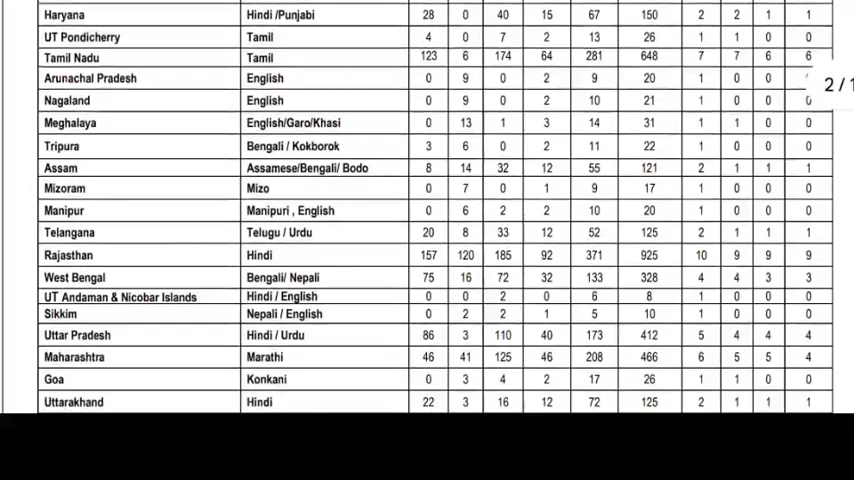 Haryana Hindi /Punjabi 28 0 40 15 67 150 2 2 1 1
UT Pondicherry Tamil 4 0 7 2 13 26 1 1 0 0
Tamil Nadu Tamil 123 6 174 64 281 648 7 7 6 6
Arunachal Pradesh English 0 9 0 2 9 20 1 0 0
2 / 1
Nagaland English 0 9 0 2 10 21 1 0 0 0
Meghalaya English/Garo/Khasi 0 13 1 3 14 31 1 1 0 0
Tripura Bengali / Kokborok 3 6 0 2 11 22 1 0 0 0
Assam Assamese/Bengali/ Bodo 8 14 32 12 55 121 2 1 1 1
Mizoram Mizo 0 7 0 1 9 17 1 0 0 0
Manipur Manipuri , English 0 6 2 2 10 20 1 0 0 0
Telangana Telugu / Urdu 20 8 33 12 52 125 2 1 1 1
Rajasthan Hindi 157 120 185 92 371 925 10 9 9 9
West Bengal Bengali/ Nepali 75 16 72 32 133 328 4 4 3 3
UT Andaman & Nicobar Islands Hindi / English 0 0 2 0 6 8 1 0 0 0
Sikkim Nepali / English 0 2 2 1 5 10 1 0 0 0
Uttar Pradesh Hindi / Urdu 86 3 110 40 173 412 5 4 4 4
Maharashtra Marathi 46 41 125 46 208 466 6 5 5 4
Goa Konkani 0 3 4 2 17 26 1 1 0 0
Uttarakhand Hindi 22 3 16 12 72 125 2 1 1 1